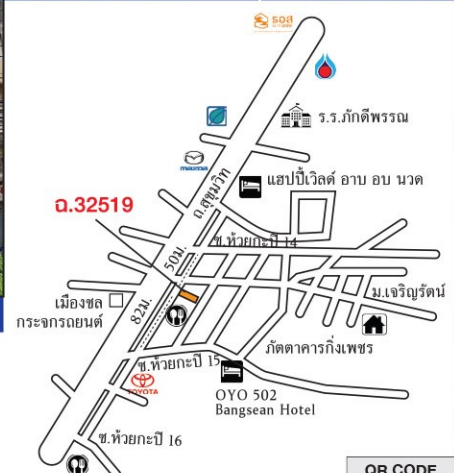 ธอส
ร.ร.ภักดีพรรณ
mazda
แฮปปี้เวิลด์ อาบ อบ นวด
ฉ.32519
ถ.สุขุมวิท
ซ.ห้วยกะปิ 14
50ม.
ม.เจริญรัตน์
เมืองชล
กระจกรถยนต์
82ม.
ภัตตาคารกิ่งเพชร
ซ.ห้วยกะปิ 15
TOYOTA
OYO 502
Bangsean Hotel
ซ.ห้วยกะปิ 16
QR CODE